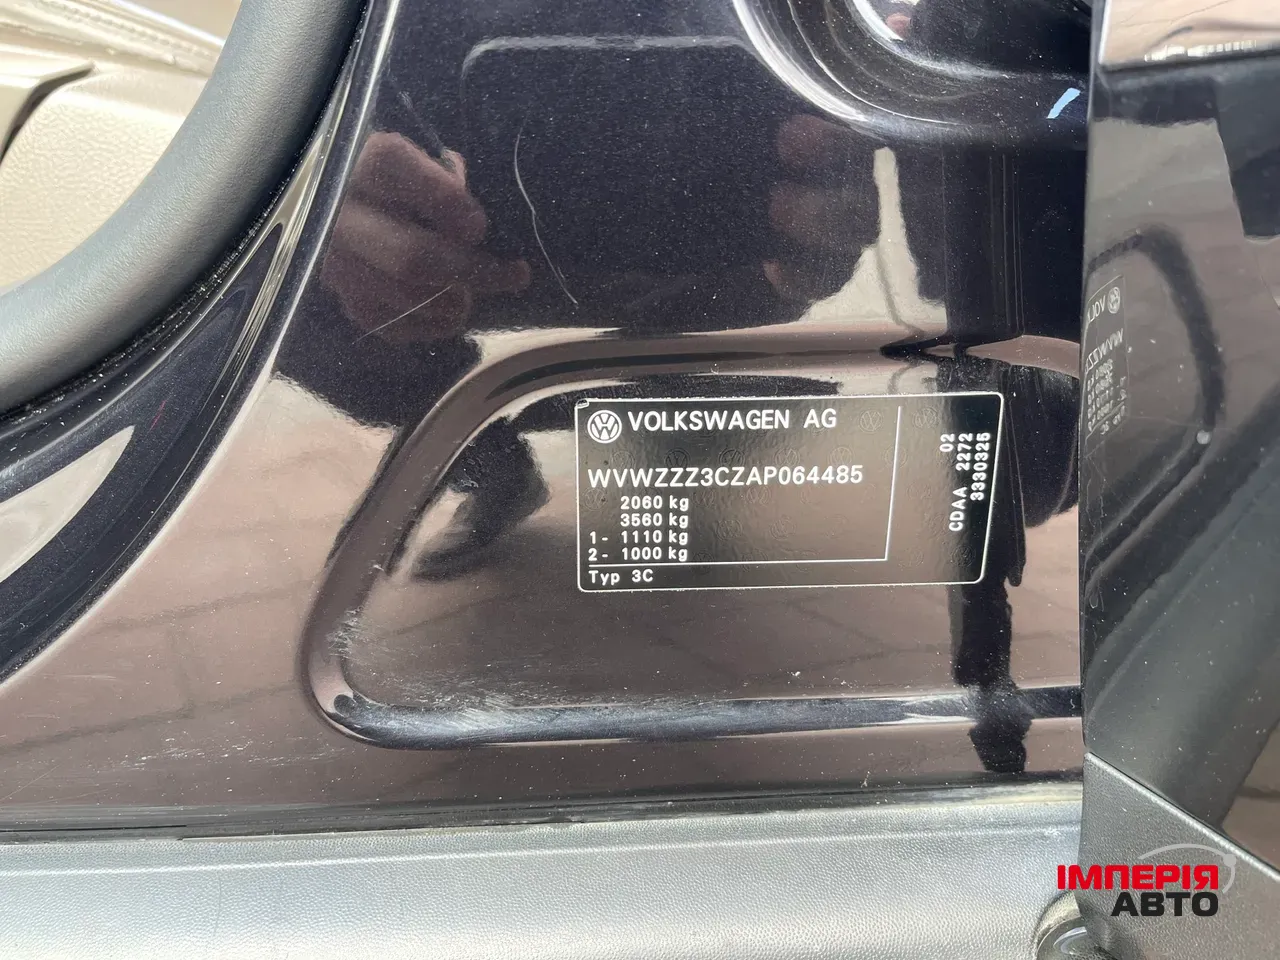 VOLKSWAGEN AG
WVWZZZ3CZAP064485
2060 kg
3560 kg
1- 1110 kg
2- 1000 kg
Typ 3C
02
CDAA 2272
3330325
ІМПЕРІЯ
АВТО